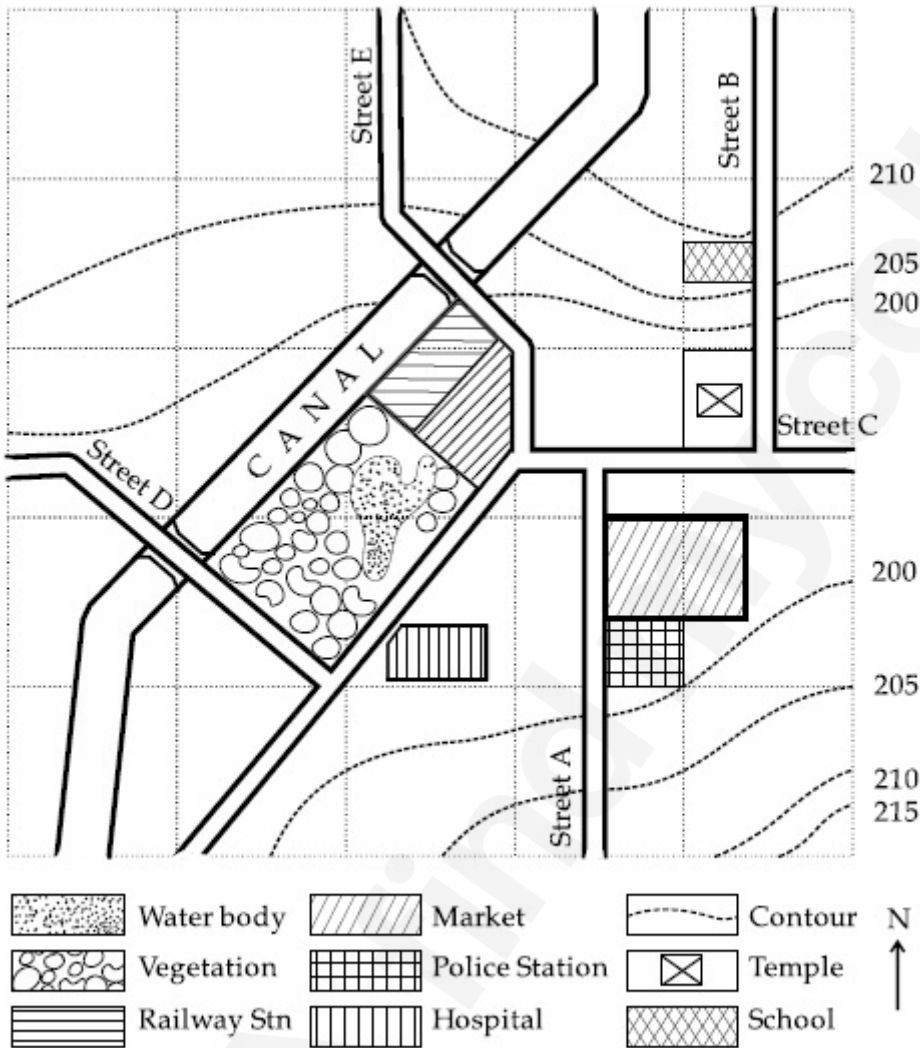 Street E
Street B
210
205
200
CANAL
Street C
Street D
200
205
210
215
Street A
Water body
Market
Contour
N
Vegetation
Police Station
Temple
Railway Stn
Hospital
School